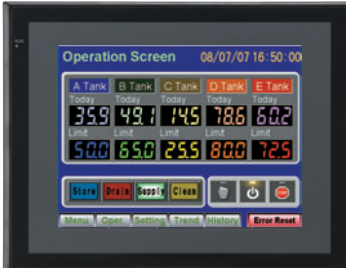 Operation Screen 08/07/07 16:50:00
A Tank B Tank C Tank D Tank E Tank
Today Today Today Today Today
35.9 49.1 14.5 78.6 60.2
Limit Limit Limit Limit Limit
50.0 65.0 25.5 80.0 72.5
Store Drain Supply Clean
Menu Oper. Setting Trend History Error Reset